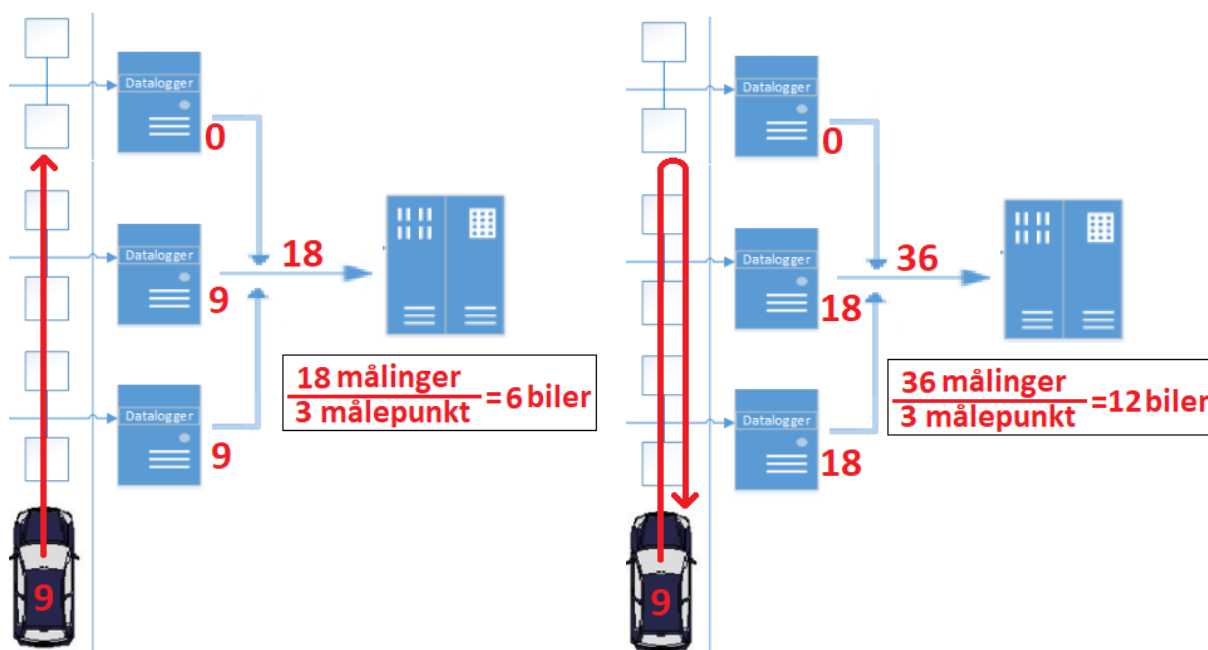 Datalogger
0
Datalogger
9
18
Datalogger
9
18 målinger
3 målepunkt
= 6 biler
9
Datalogger
0
Datalogger
18
36
Datalogger
18
36 målinger
3 målepunkt
=12 biler
9